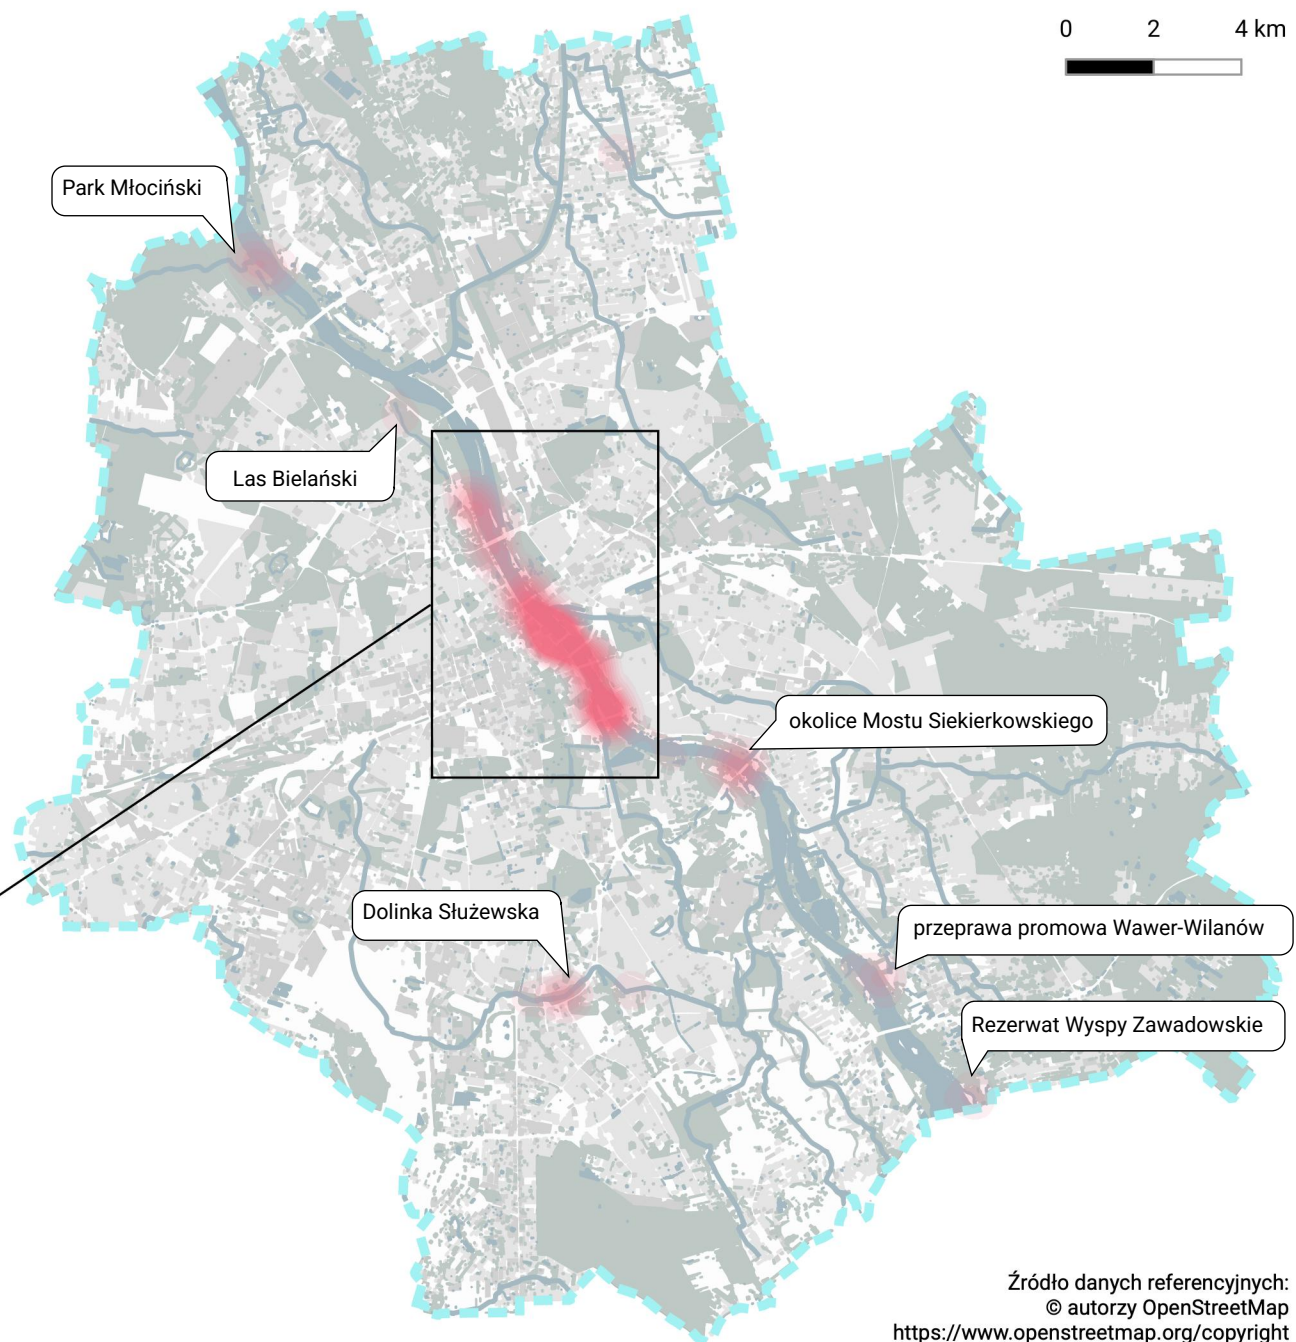 0 2 4 km
Park Młociński
Las Bielański
okolice Mostu Siekierkowskiego
Dolinka Służewska
przeprawa promowa Wawer-Wilanów
Rezerwat Wyspy Zawadowskie
Źródło danych referencyjnych:
© autorzy OpenStreetMap
https://www.openstreetmap.org/copyright